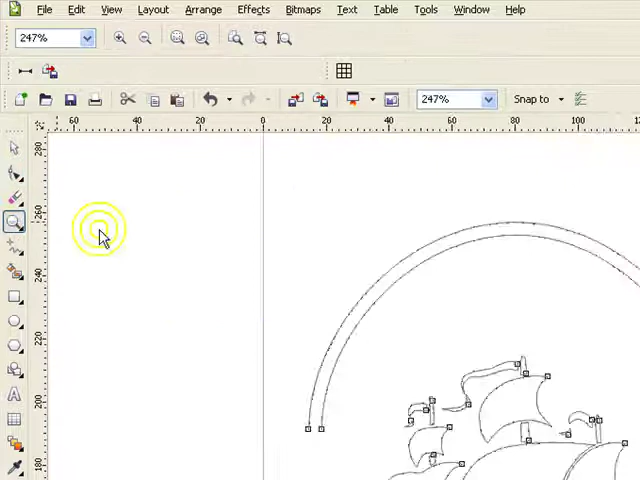 File Edit View Layout Arrange Effects Bitmaps Text Table Tools Window Help
247%
247% Snap to
60 40 20 0 20 40 60 80 100
280
260
240
220
200
180